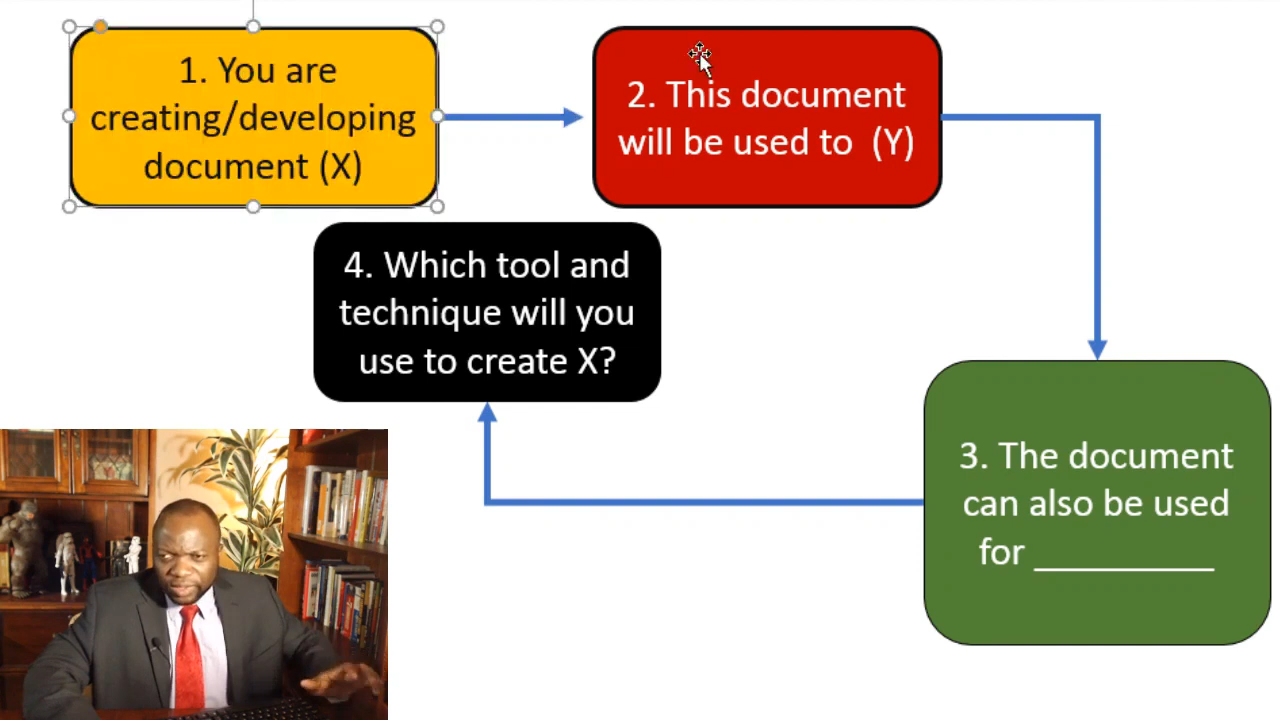 1. You are
creating/developing
document (X)
2. This document
will be used to (Y)
4. Which tool and
technique will you
use to create X?
3. The document
can also be used
for __________